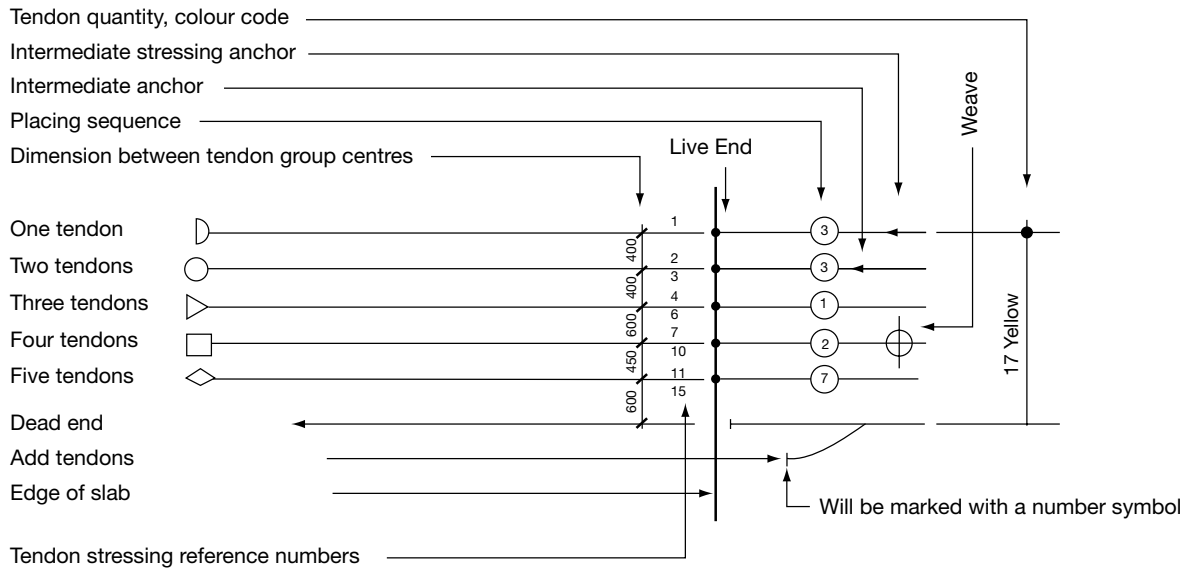 Tendon quantity, colour code
Intermediate stressing anchor
Intermediate anchor
Placing sequence
Dimension between tendon group centres
Live End
Weave
One tendon
1
3
400
Two tendons
2
3
3
400
Three tendons
4
6
1
600
Four tendons
7
10
2
450
Five tendons
11
15
7
600
17 Yellow
Dead end
Add tendons
Edge of slab
Will be marked with a number symbol
Tendon stressing reference numbers